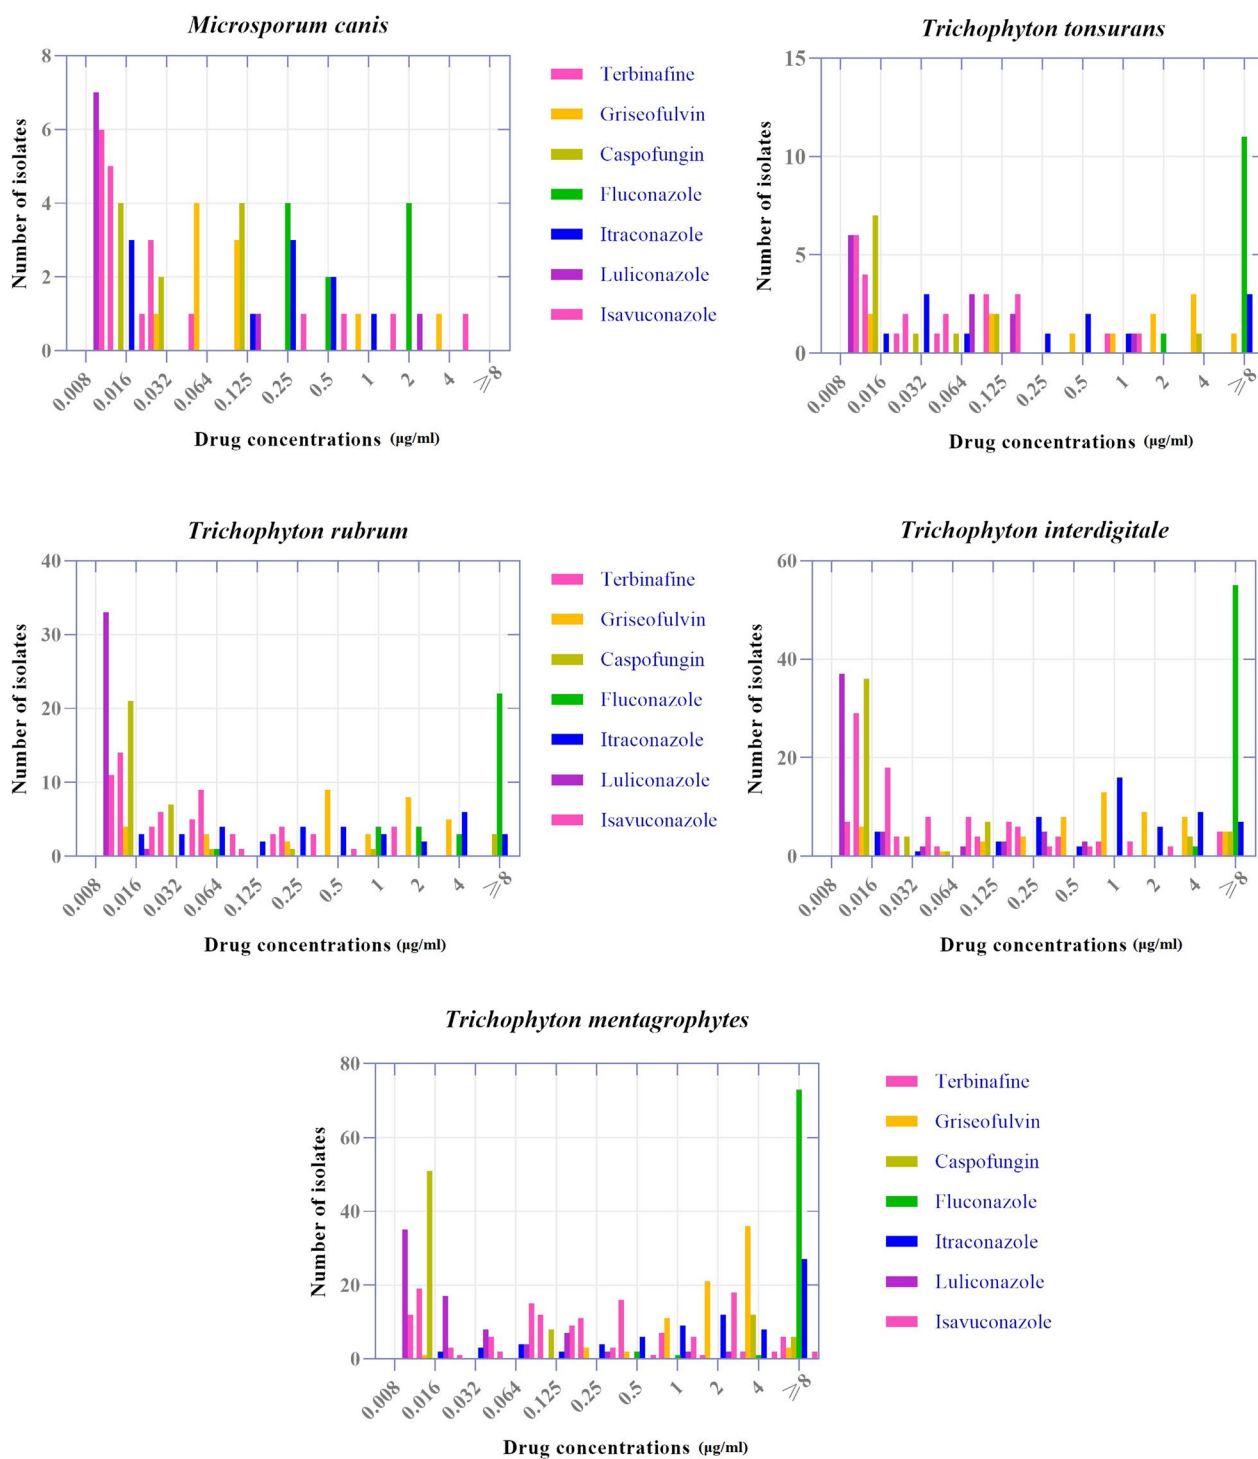 Microsporum canis
8
6
4
2
0
Number of isolates
0.008
0.016
0.032
0.064
0.125
0.25
0.5
1
2
4
⩾8
Drug concentrations (µg/ml)
Terbinafine
Griseofulvin
Caspofungin
Fluconazole
Itraconazole
Luliconazole
Isavuconazole
Trichophyton tonsurans
15
10
5
0
Number of isolates
0.008
0.016
0.032
0.064
0.125
0.25
0.5
1
2
4
⩾8
Drug concentrations (µg/ml)
Trichophyton rubrum
40
30
20
10
0
Number of isolates
0.008
0.016
0.032
0.064
0.125
0.25
0.5
1
2
4
⩾8
Drug concentrations (µg/ml)
Terbinafine
Griseofulvin
Caspofungin
Fluconazole
Itraconazole
Luliconazole
Isavuconazole
Trichophyton interdigitale
60
40
20
0
Number of isolates
0.008
0.016
0.032
0.064
0.125
0.25
0.5
1
2
4
⩾8
Drug concentrations (µg/ml)
Trichophyton mentagrophytes
80
60
40
20
0
Number of isolates
0.008
0.016
0.032
0.064
0.125
0.25
0.5
1
2
4
⩾8
Drug concentrations (µg/ml)
Terbinafine
Griseofulvin
Caspofungin
Fluconazole
Itraconazole
Luliconazole
Isavuconazole